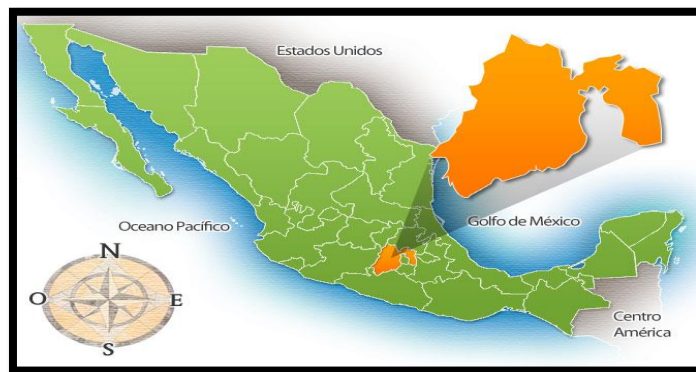 Estados Unidos
Oceano Pacífico
Golfo de México
N
O
E
S
Centro
América